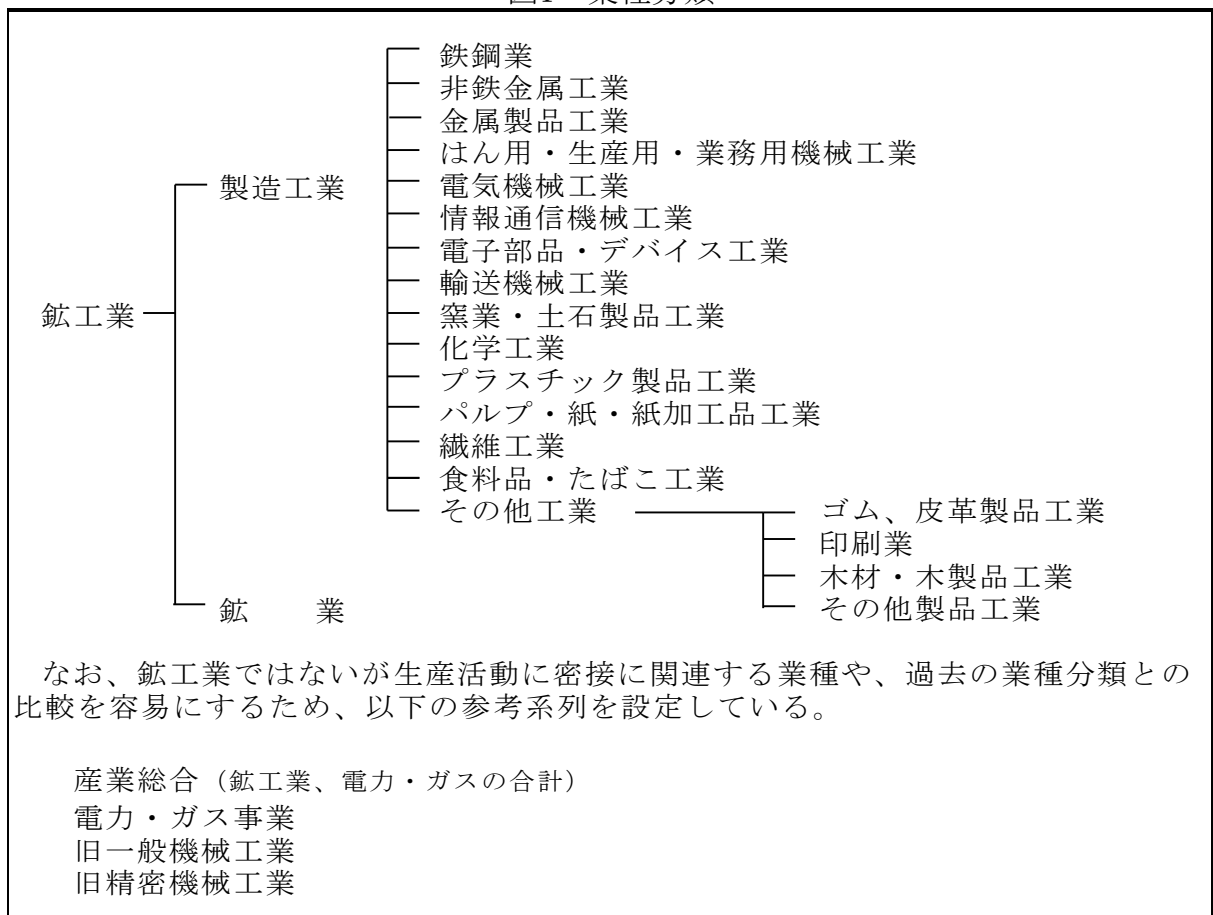 図1 業種分類
鉄鋼業
非鉄金属工業
金属製品工業
はん用・生産用・業務用機械工業
製造工業
電気機械工業
情報通信機械工業
電子部品・デバイス工業
輸送機械工業
鉱工業
窯業・土石製品工業
化学工業
プラスチック製品工業
パルプ・紙・紙加工品工業
繊維工業
食料品・たばこ工業
その他工業
ゴム、皮革製品工業
印刷業
木材・木製品工業
鉱　　業
その他製品工業
なお、鉱工業ではないが生産活動に密接に関連する業種や、過去の業種分類との
比較を容易にするため、以下の参考系列を設定している。
産業総合（鉱工業、電力・ガスの合計）
電力・ガス事業
旧一般機械工業
旧精密機械工業